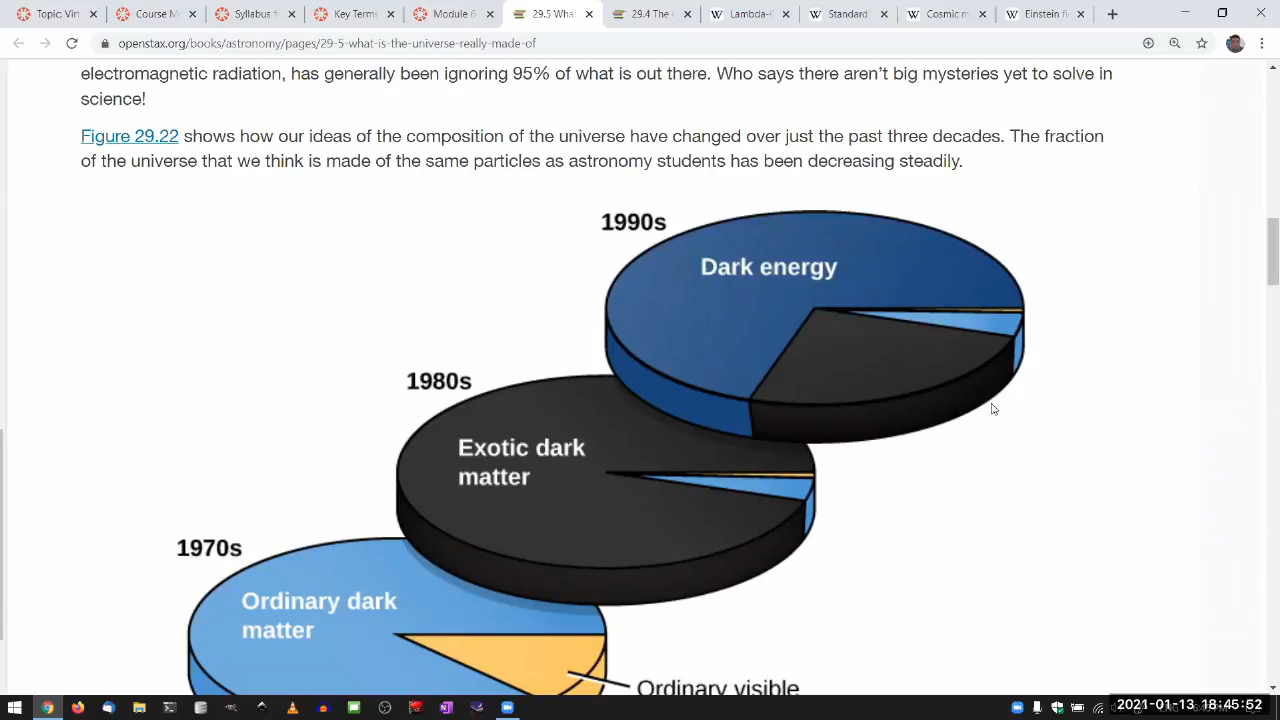 Topic Vin
Course M
Syllabus f
Key Terms
Module 6
29.5 Wha
29.4 The
Lambda-C
Standard
Cosmic m
Einstein fi
openstax.org/books/astronomy/pages/29-5-what-is-the-universe-really-made-of
electromagnetic radiation, has generally been ignoring 95% of what is out there. Who says there aren’t big mysteries yet to solve in
science!
Figure 29.22 shows how our ideas of the composition of the universe have changed over just the past three decades. The fraction
of the universe that we think is made of the same particles as astronomy students has been decreasing steadily.
1990s
Dark energy
1980s
Exotic dark
matter
1970s
Ordinary dark
matter
Ordinary visible
2021-01-13 18:45:52